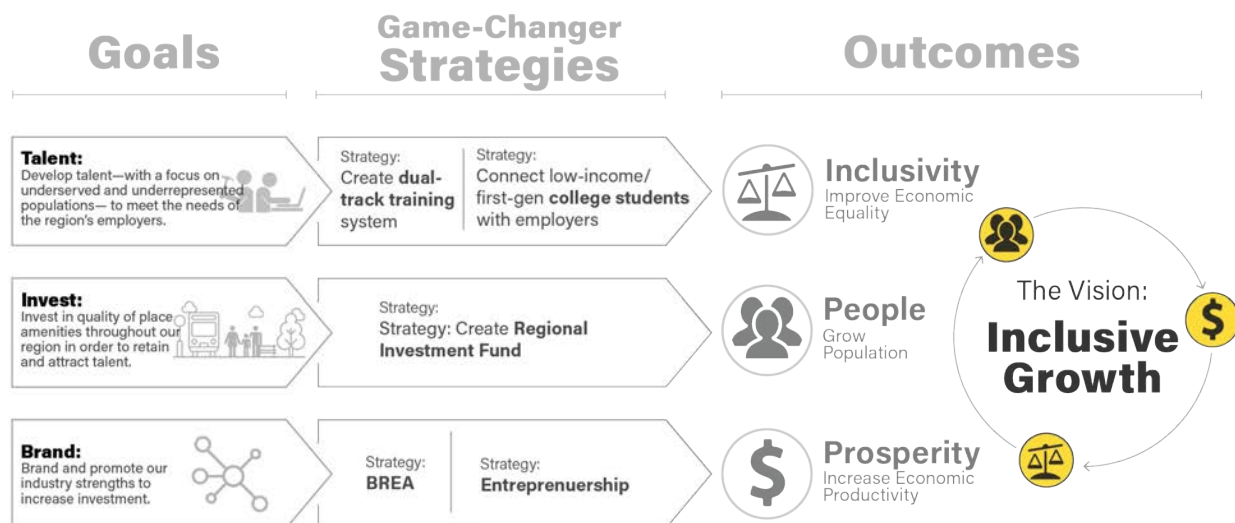 Goals
Game-Changer
Strategies
Outcomes
Talent:
Develop talent—with a focus on
underserved and underrepresented
populations— to meet the needs of
the region's employers.
Strategy:
Create dual-
track training
system
Strategy:
Connect low-income/
first-gen college students
with employers
Inclusivity
Improve Economic
Equality
Invest:
Invest in quality of place
amenities throughout our
region in order to retain
and attract talent.
Strategy:
Strategy: Create Regional
Investment Fund
People
Grow
Population
Brand:
Brand and promote our
industry strengths to
increase investment.
Strategy:
BREA
Strategy:
Entreprenuership
Prosperity
Increase Economic
Productivity
The Vision:
Inclusive
Growth